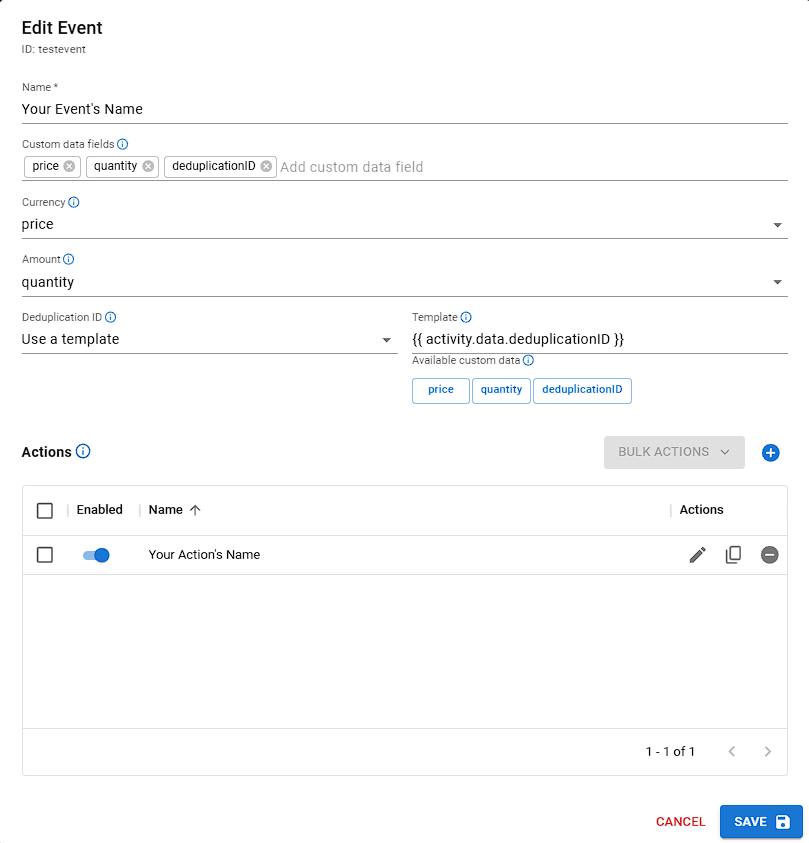 Edit Event
ID: testevent
Name *
Your Event's Name
Custom data fields
price quantity deduplicationID Add custom data field
Currency
price
Amount
quantity
Deduplication ID
Use a template
Template
{{ activity.data.deduplicationID }}
Available custom data
price quantity deduplicationID
Actions
BULK ACTIONS
Enabled Name Actions
Your Action's Name
1 - 1 of 1
CANCEL SAVE